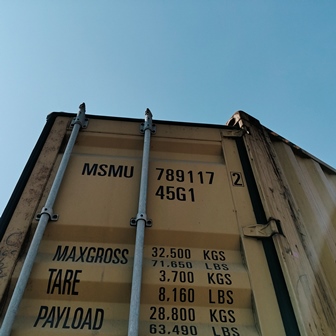 MSMU 789117 2
45G1
MAXGROSS 32.500 KGS
71.650 LBS
TARE 3.700 KGS
8.160 LBS
PAYLOAD 28.800 KGS
63.490 LBS